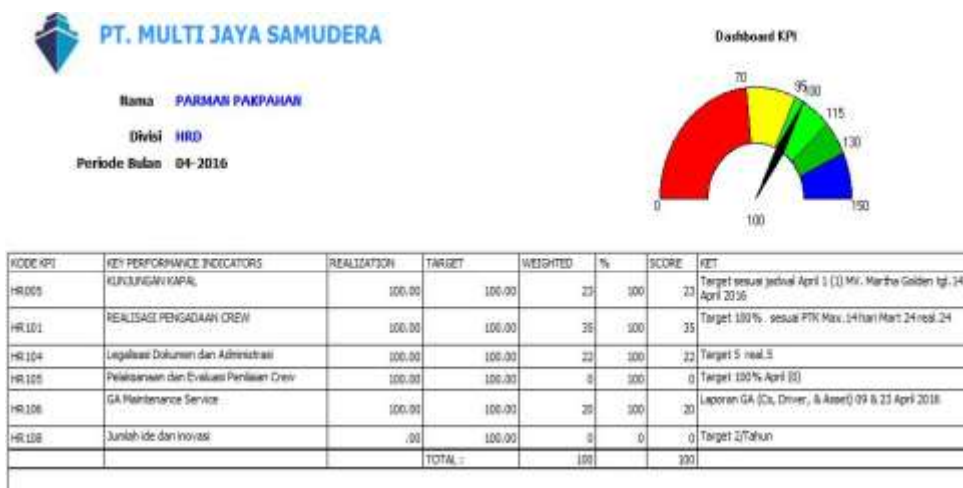 PT. MULTI JAYA SAMUDERA
Dashboard KPI
Nama PARMAN PAKPAHAN
Divisi HRD
Periode Bulan 04-2016
0 70 95 100 115 130 150
100
KODE KPI KEY PERFORMANCE INDICATORS REALIZATION TARGET WEIGHTED % SCORE KET
HR005 KUNJUNGAN KAPAL 100.00 100.00 23 100 23 Target sesuai jadwal April 1 (1) MV. Martha Golden tgl.14
April 2016
HR101 REALISASI PENGADAAN CREW 100.00 100.00 35 100 35 Target 100% . sesuai PTK Max.14 hari Mart 24 real.24
HR104 Legalisasi Dokumen dan Administrasi 100.00 100.00 22 100 22 Target 5 real.5
HR105 Pelaksanaan dan Evaluasi Penilaian Crew 100.00 100.00 0 100 0 Target 100% April (0)
HR106 GA Maintenance Service 100.00 100.00 20 100 20 Laporan GA (Cs, Driver, & Asset) 09 & 23 April 2016
HR108 Jumlah ide dan inovasi .00 100.00 0 0 0 Target 2/Tahun
TOTAL : 100 100